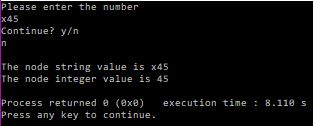 Please enter the number
x45
Continue? y/n
n
The node string value is x45
The node integer value is 45
Process returned 0 (0x0)   execution time : 8.110 s
Press any key to continue.